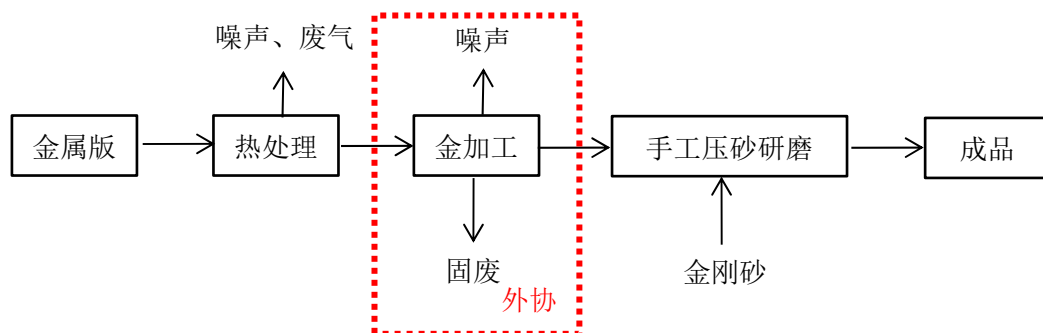 噪声、废气
噪声
金属版
热处理
金加工
手工压砂研磨
成品
固废
金刚砂
外协